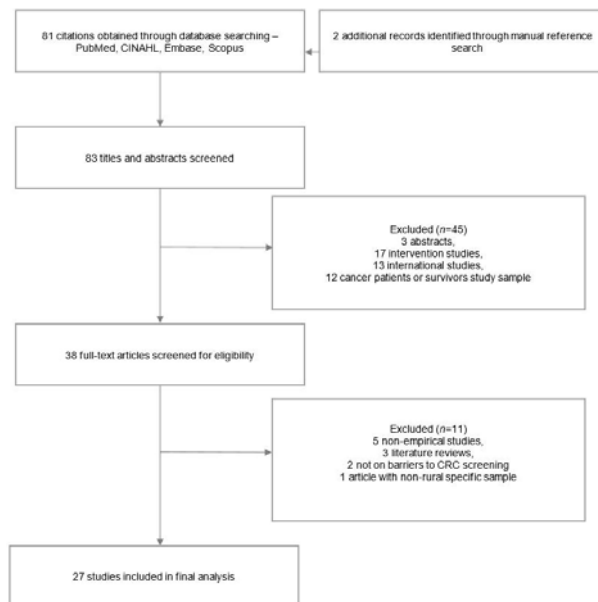 81 citations obtained through database searching –
PubMed, CINAHL, Embase, Scopus
2 additional records identified through manual reference
search
83 titles and abstracts screened
Excluded (n=45)
3 abstracts,
17 intervention studies,
13 international studies,
12 cancer patients or survivors study sample
38 full-text articles screened for eligibility
Excluded (n=11)
5 non-empirical studies,
3 literature reviews,
2 not on barriers to CRC screening
1 article with non-rural specific sample
27 studies included in final analysis